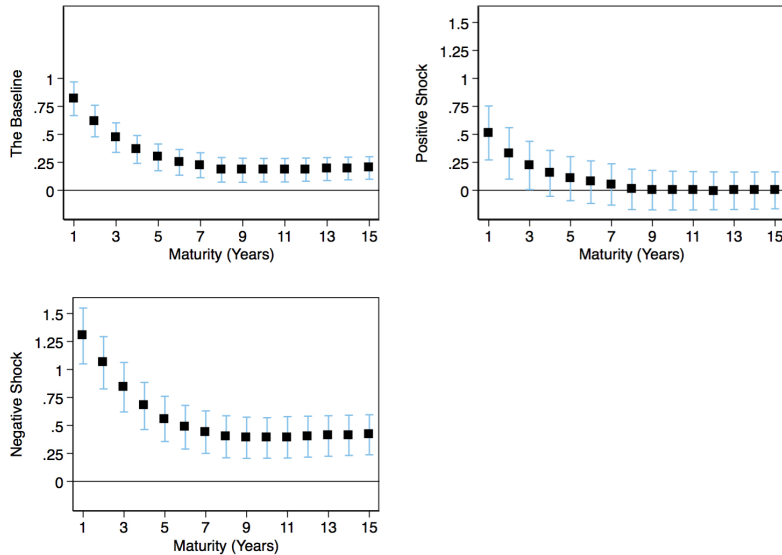 The Baseline
1
.75
.5
.25
0
1 3 5 7 9 11 13 15
Maturity (Years)
Positive Shock
1.5
1.25
1
.75
.5
.25
0
1 3 5 7 9 11 13 15
Maturity (Years)
Negative Shock
1.5
1.25
1
.75
.5
.25
0
1 3 5 7 9 11 13 15
Maturity (Years)